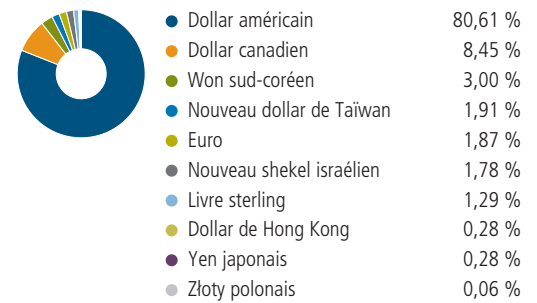 Dollar américain 80,61 %
Dollar canadien 8,45 %
Won sud-coréen 3,00 %
Nouveau dollar de Taïwan 1,91 %
Euro 1,87 %
Nouveau shekel israélien 1,78 %
Livre sterling 1,29 %
Dollar de Hong Kong 0,28 %
Yen japonais 0,28 %
Złoty polonais 0,06 %